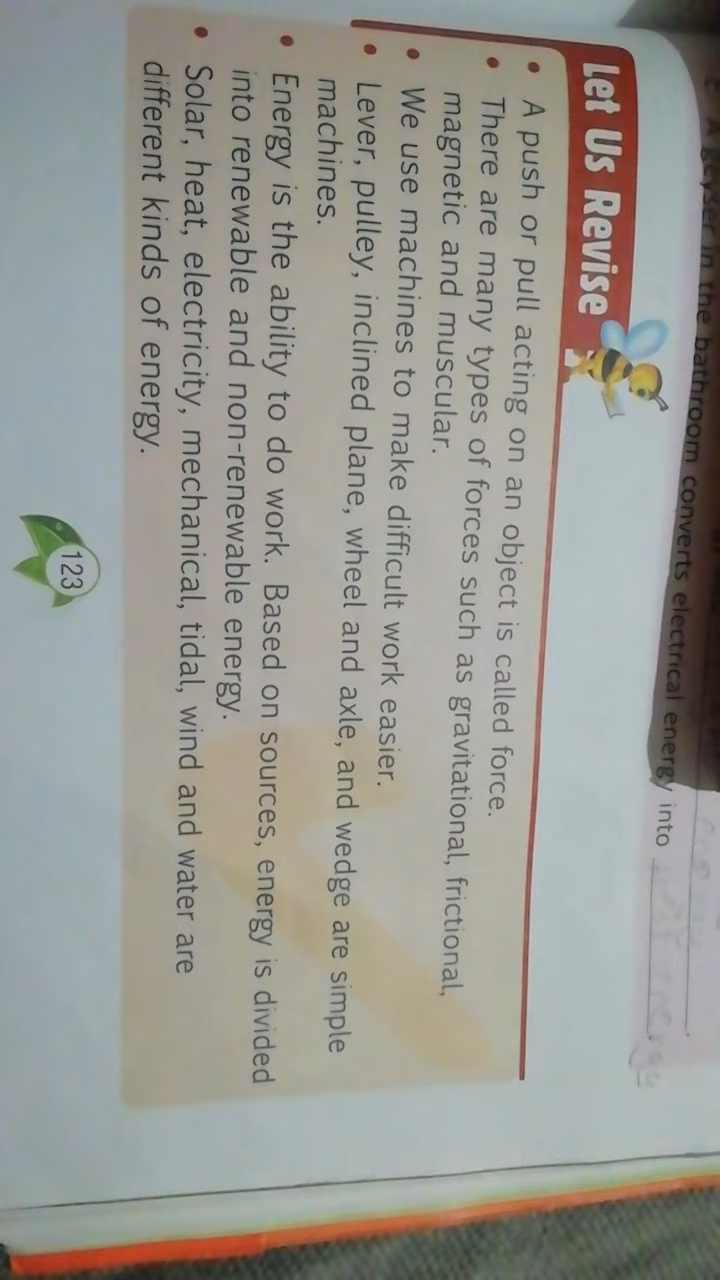 A geyser in the bathroom converts electrical energy into
Let Us Revise
• A push or pull acting on an object is called force.
• There are many types of forces such as gravitational, frictional,
magnetic and muscular.
• We use machines to make difficult work easier.
• Lever, pulley, inclined plane, wheel and axle, and wedge are simple
machines.
• Energy is the ability to do work. Based on sources, energy is divided
into renewable and non-renewable energy.
• Solar, heat, electricity, mechanical, tidal, wind and water are
different kinds of energy.
123